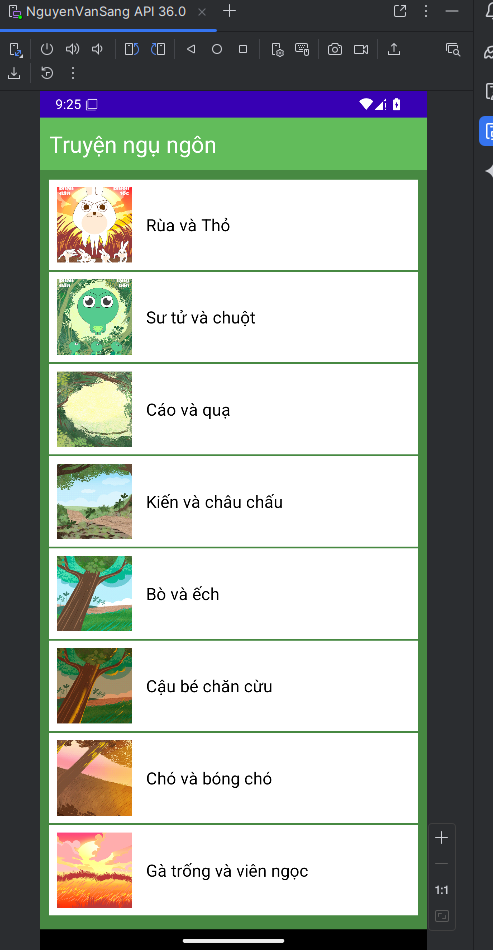 NguyenVanSang API 36.0
9:25
Truyện ngụ ngôn
Rùa và Thỏ
Sư tử và chuột
Cáo và quạ
Kiến và châu chấu
Bò và ếch
Cậu bé chăn cừu
Chó và bóng chó
Gà trống và viên ngọc
1:1